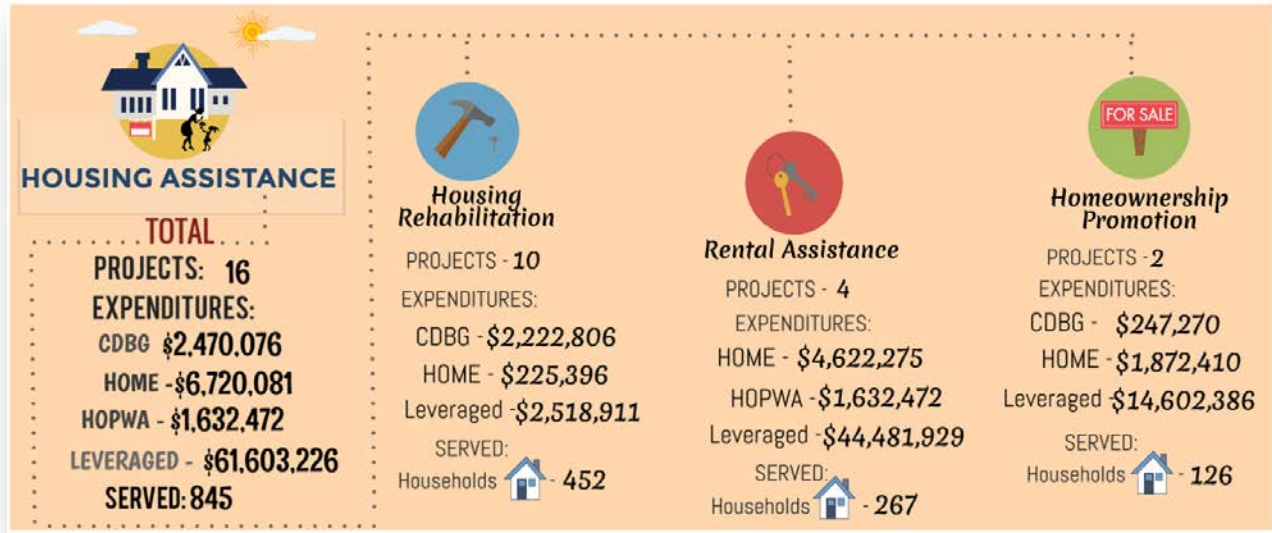 HOUSING ASSISTANCE
TOTAL
PROJECTS: 16
EXPENDITURES:
CDBG $2,470,076
HOME -$6,720,081
HOPWA - $1,632,472
LEVERAGED - $61,603,226
SERVED: 845
Housing
Rehabilitation
PROJECTS - 10
EXPENDITURES:
CDBG - $2,222,806
HOME - $225,396
Leveraged -$2,518,911
SERVED:
Households - 452
Rental Assistance
PROJECTS - 4
EXPENDITURES:
HOME - $4,622,275
HOPWA -$1,632,472
Leveraged -$44,481,929
SERVED:
Households - 267
FOR SALE
Homeownership
Promotion
PROJECTS - 2
EXPENDITURES:
CDBG - $247,270
HOME - $1,872,410
Leveraged -$14,602,386
SERVED:
Households - 126